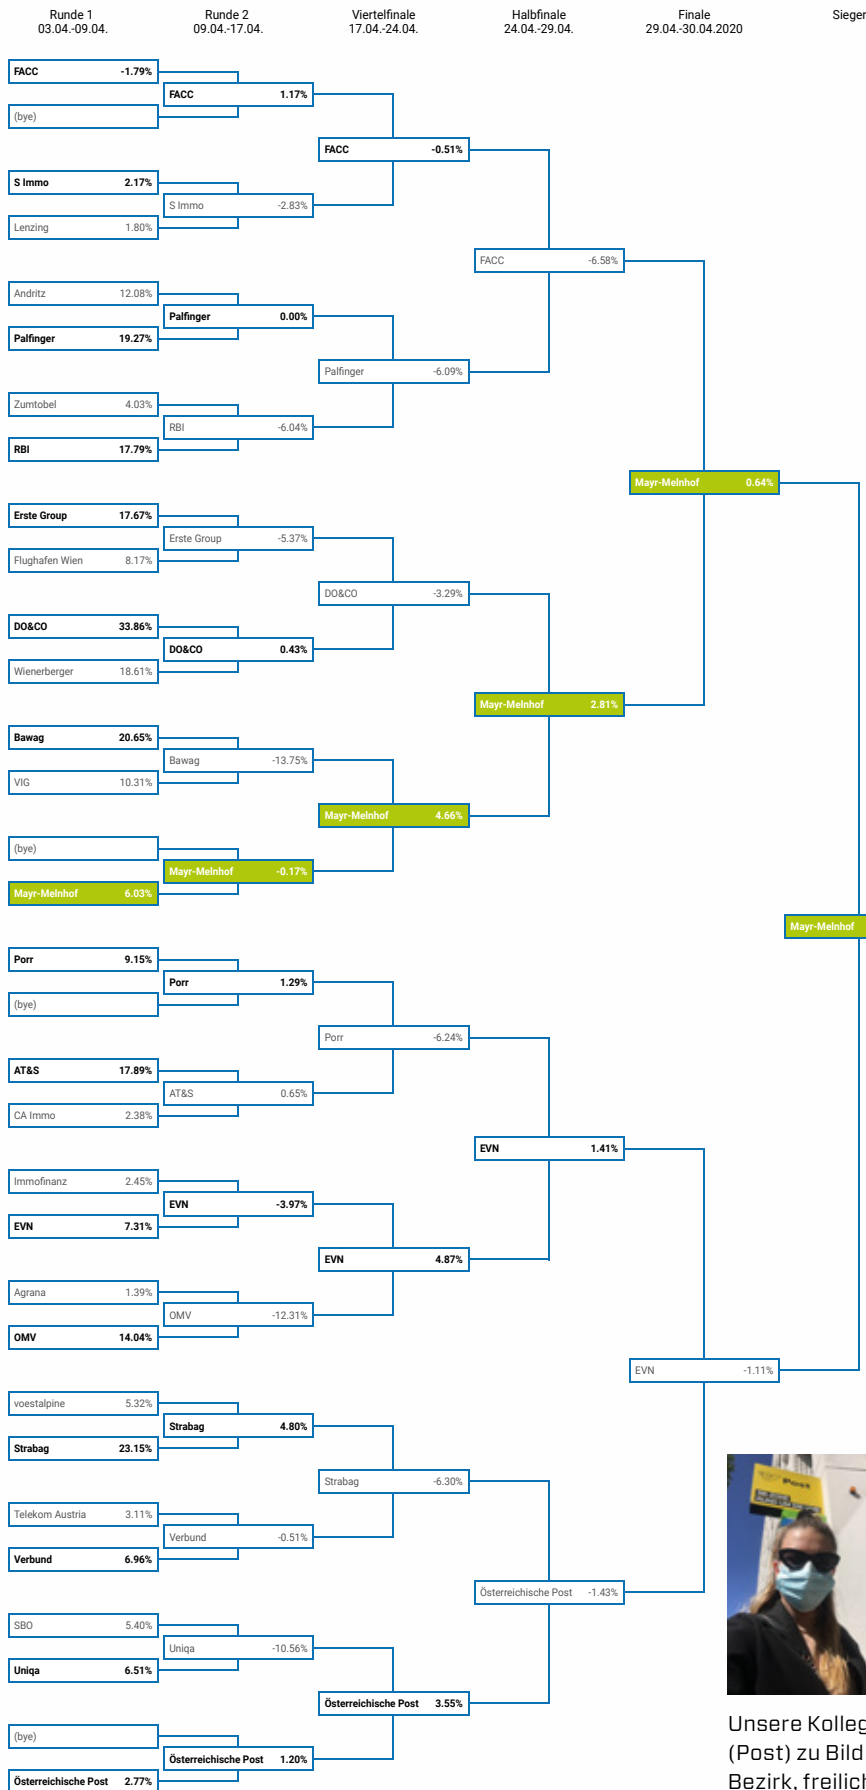 Runde 1 Runde 2 Viertelfinale Halbfinale Finale Sieger
03.04.-09.04. 09.04.-17.04. 17.04.-24.04. 24.04.-29.04. 29.04.-30.04.2020
FACC -1.79%
FACC 1.17%
(bye)
FACC -0.51%
S Immo 2.17%
S Immo -2.83%
Lenzing 1.80%
FACC -6.58%
Andritz 12.08%
Palfinger 0.00%
Palfinger 19.27%
Palfinger -6.09%
Zumtobel 4.03%
RBI -6.04%
RBI 17.79%
Mayr-Melnhof 0.64%
Erste Group 17.67%
Erste Group -5.37%
Flughafen Wien 8.17%
DO&CO -3.29%
DO&CO 33.86%
DO&CO 0.43%
Wienerberger 18.61%
Mayr-Melnhof 2.81%
Bawag 20.65%
Bawag -13.75%
VIG 10.31%
Mayr-Melnhof 4.66%
(bye)
Mayr-Melnhof -0.17%
Mayr-Melnhof 6.03%
Mayr-Melnhof
Porr 9.15%
Porr 1.29%
(bye)
Porr -6.24%
AT&S 17.89%
AT&S 0.65%
CA Immo 2.38%
EVN 1.41%
Immofinanz 2.45%
EVN -3.97%
EVN 7.31%
EVN 4.87%
Agrana 1.39%
OMV -12.31%
OMV 14.04%
EVN -1.11%
voestalpine 5.32%
Strabag 4.80%
Strabag 23.15%
Strabag -6.30%
Telekom Austria 3.11%
Verbund -0.51%
Verbund 6.96%
Österreichische Post -1.43%
SBO 5.40%
Uniqa -10.56%
Uniqa 6.51%
Österreichische Post 3.55%
(bye)
Österreichische Post 1.20%
Österreichische Post 2.77%
Post
Unsere Kolleg
(Post) zu Bild
Bezirk, freilich